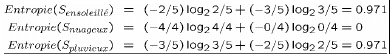 Entropie(S_ensoleillé) = (−2/5) log₂ 2/5 + (−3/5) log₂ 3/5 = 0.971
Entropie(S_nuageux) = (−4/4) log₂ 4/4 + (−0/4) log₂ 0/4 = 0
Entropie(S_pluvieux) = (−3/5) log₂ 3/5 + (−2/5) log₂ 2/5 = 0.971